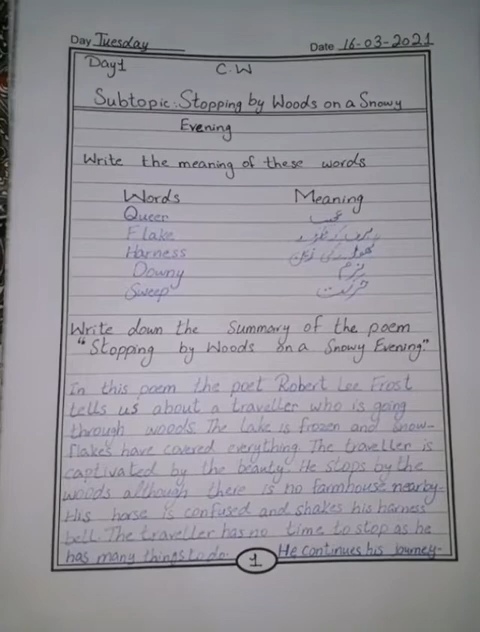 Day Tuesday Date 16-03-2021
Day 1 C.W
Subtopic: Stopping by Woods on a Snowy
Evening
Write the meaning of these words
Words Meaning
Queer عجیب
Flake
Harness
Downy نرم
Sweep
Write down the Summary of the poem
"Stopping by Woods on a Snowy Evening."
In this poem the poet Robert Lee Frost
tells us about a traveller who is going
through woods. The lake is frozen and snow-
flakes have covered everything. The traveller is
captivated by the beauty. He stops by the
woods although there is no farmhouse nearby.
His horse is confused and shakes his harness
bell. The traveller has no time to stop as he
has many things to do. He continues his journey.
1